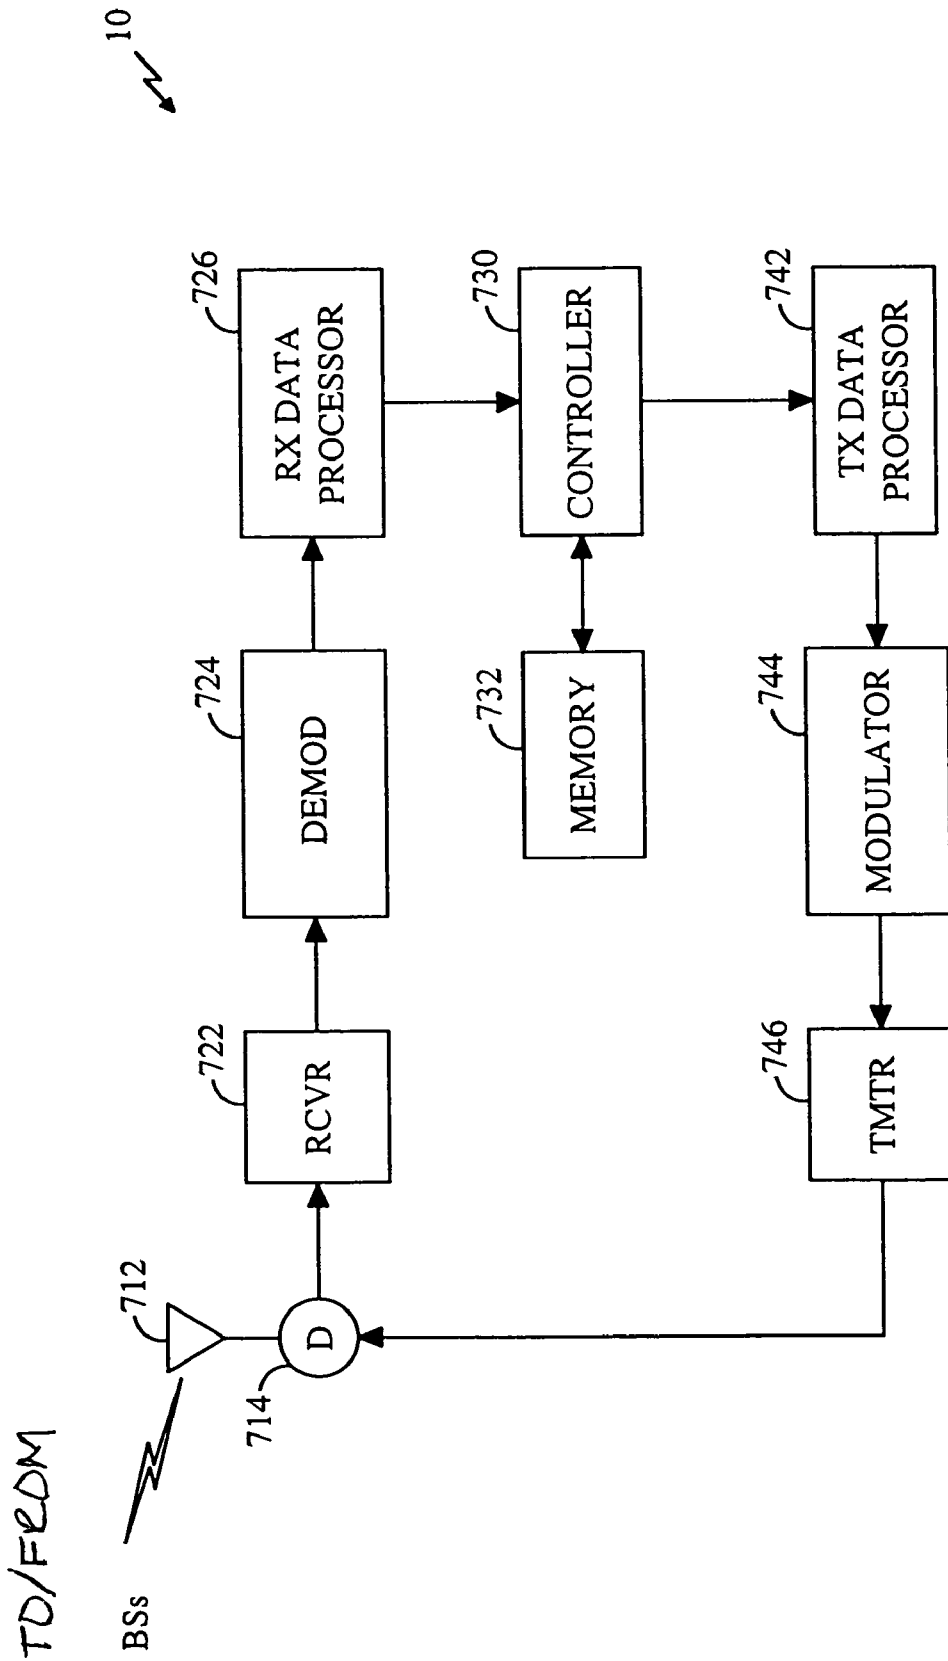 10
TO/FROM
BSs
712
714
D
722
RCVR
724
DEMOD
726
RX DATA
PROCESSOR
732
MEMORY
730
CONTROLLER
746
TMTR
744
MODULATOR
742
TX DATA
PROCESSOR